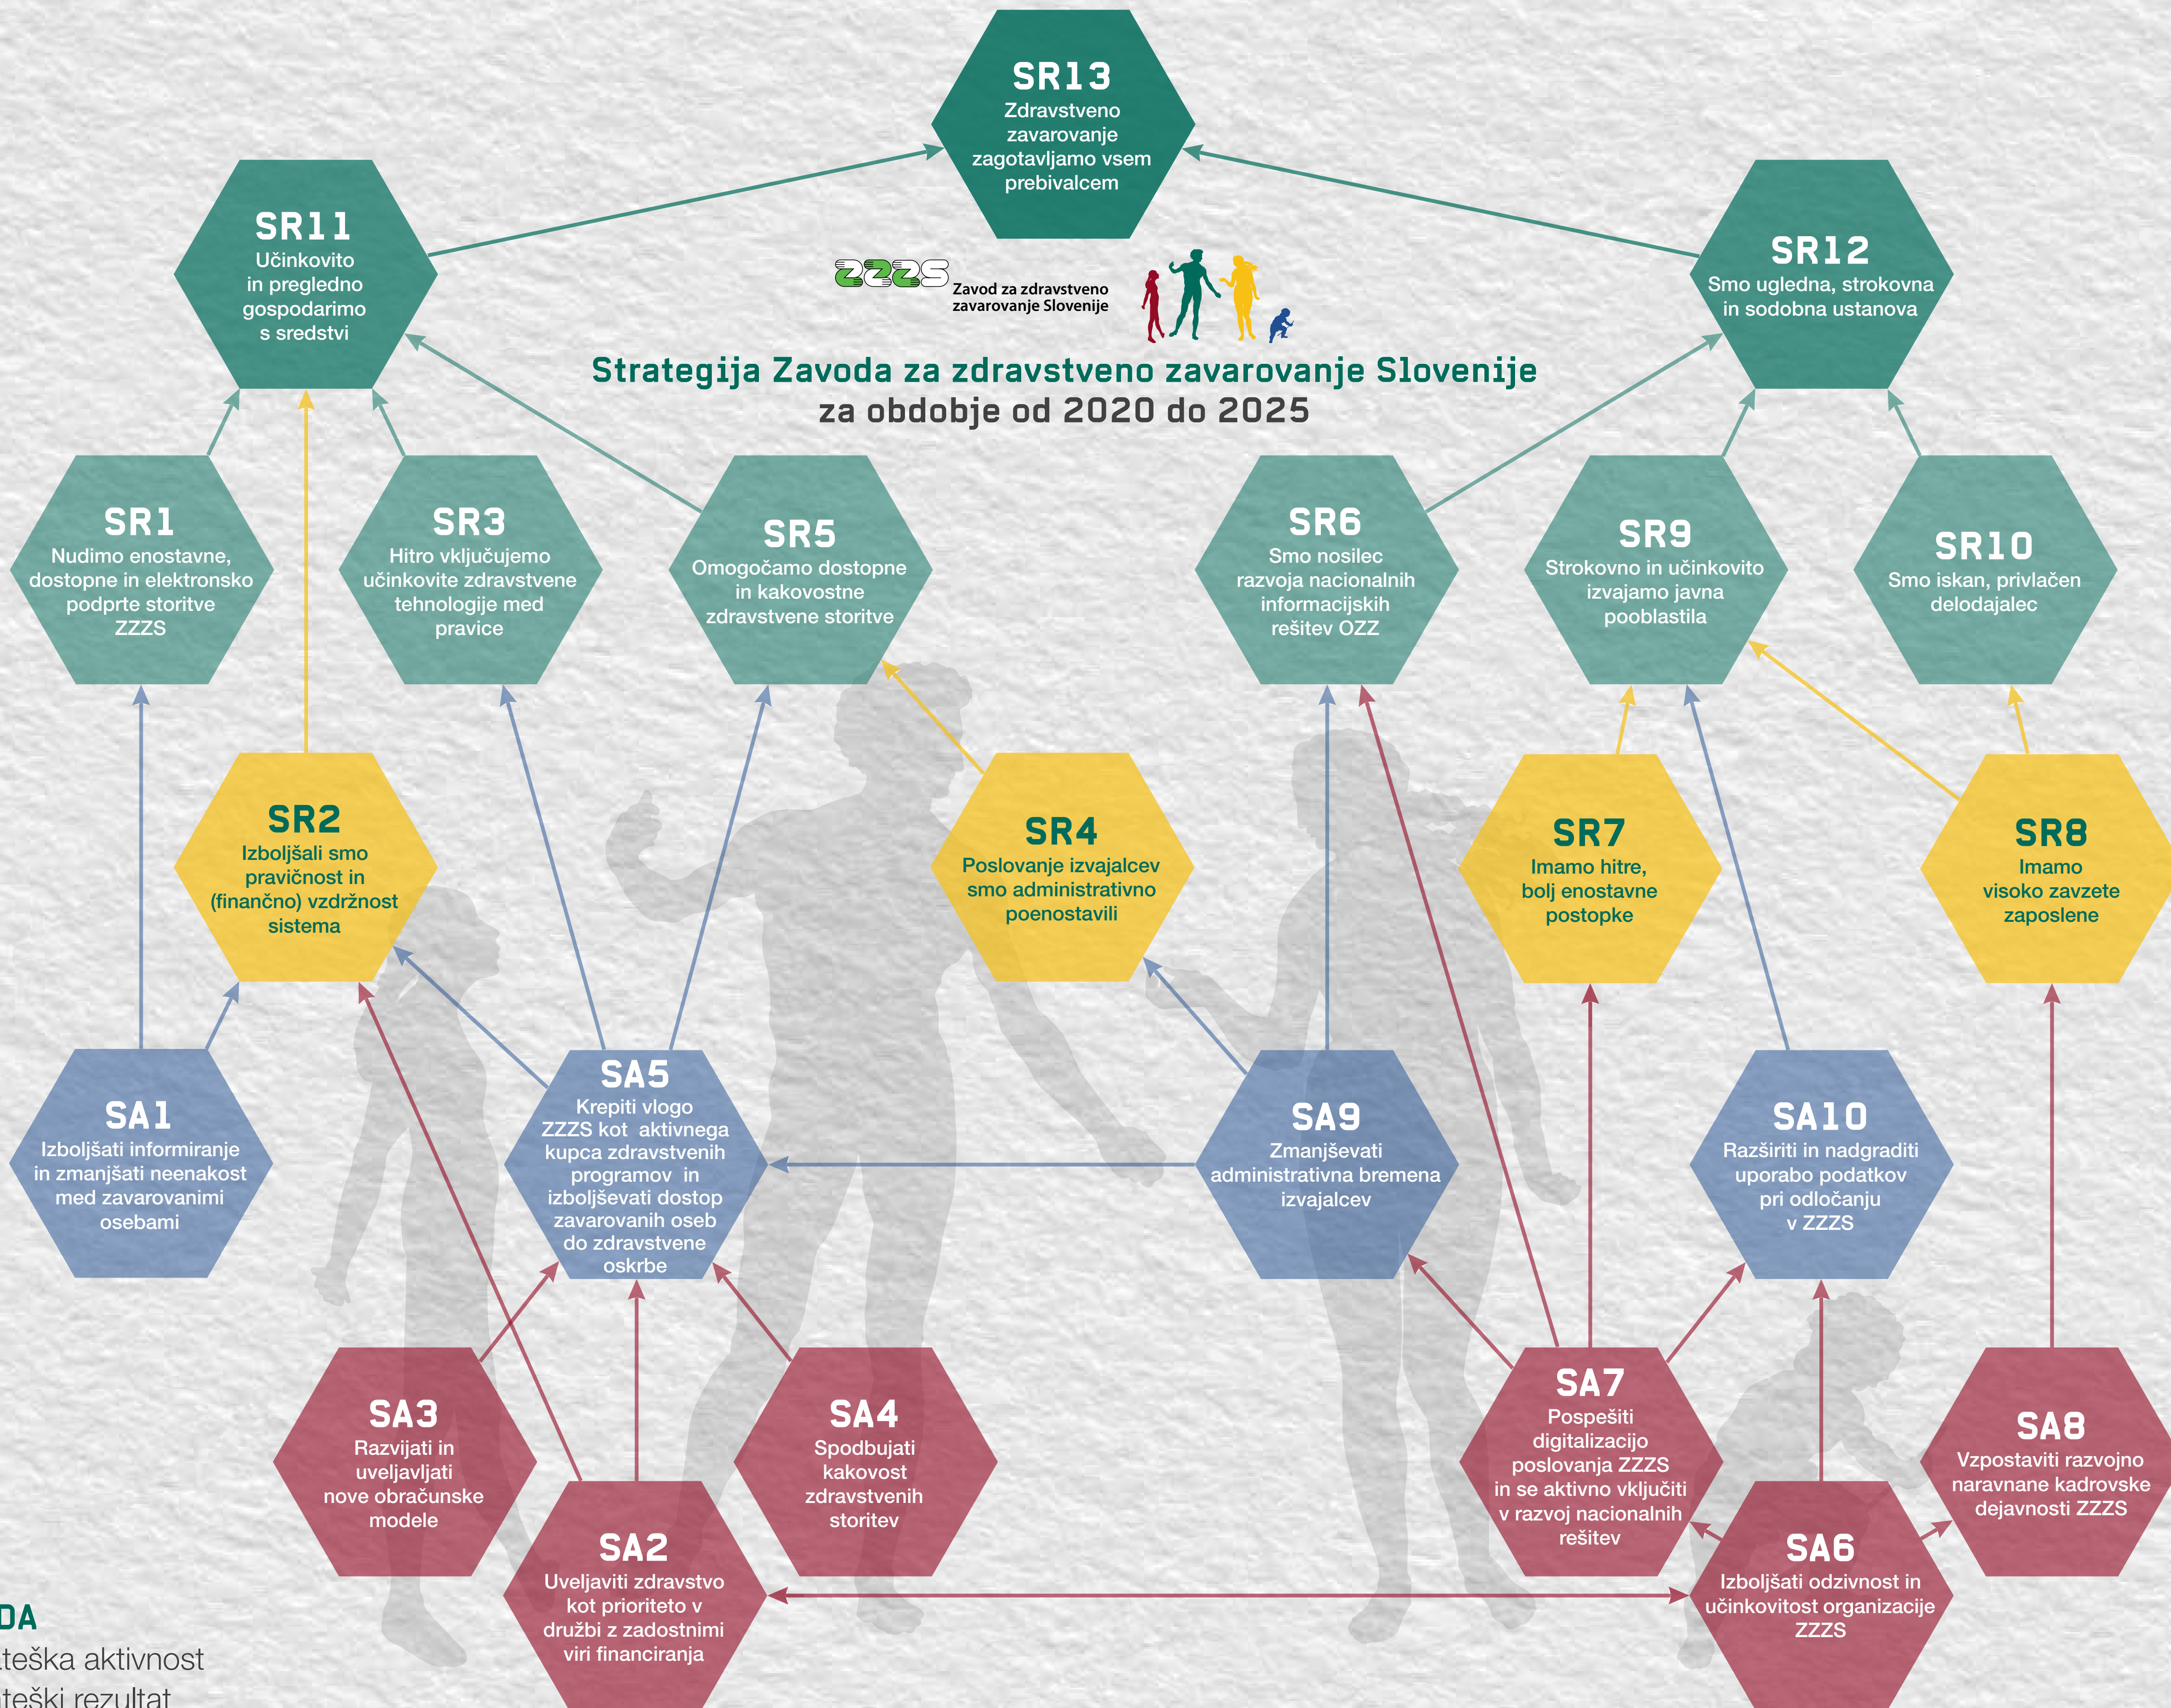 SR13
Zdravstveno
zavarovanje
zagotavljamo vsem
prebivalcem
SR11
Učinkovito
in pregledno
gospodarimo
s sredstvi
SR12
Smo ugledna, strokovna
in sodobna ustanova
ZZZS
Zavod za zdravstveno
zavarovanje Slovenije
Strategija Zavoda za zdravstveno zavarovanje Slovenije
za obdobje od 2020 do 2025
SR1
Nudimo enostavne,
dostopne in elektronsko
podprte storitve
ZZZS
SR3
Hitro vključujemo
učinkovite zdravstvene
tehnologije med
pravice
SR5
Omogočamo dostopne
in kakovostne
zdravstvene storitve
SR6
Smo nosilec
razvoja nacionalnih
informacijskih
rešitev OZZ
SR9
Strokovno in učinkovito
izvajamo javna
pooblastila
SR10
Smo iskan, privlačen
delodajalec
SR2
Izboljšali smo
pravičnost in
(finančno) vzdržnost
sistema
SR4
Poslovanje izvajalcev
smo administrativno
poenostavili
SR7
Imamo hitre,
bolj enostavne
postopke
SR8
Imamo
visoko zavzete
zaposlene
SA1
Izboljšati informiranje
in zmanjšati neenakost
med zavarovanimi
osebami
SA5
Krepiti vlogo
ZZZS kot aktivnega
kupca zdravstvenih
programov in
izboljševati dostop
zavarovanih oseb
do zdravstvene
oskrbe
SA9
Zmanjševati
administrativna bremena
izvajalcev
SA10
Razširiti in nadgraditi
uporabo podatkov
pri odločanju
v ZZZS
SA3
Razvijati in
uveljavljati
nove obračunske
modele
SA4
Spodbujati
kakovost
zdravstvenih
storitev
SA7
Pospešiti
digitalizacijo
poslovanja ZZZS
in se aktivno vključiti
v razvoj nacionalnih
rešitev
SA8
Vzpostaviti razvojno
naravnane kadrovske
dejavnosti ZZZS
SA2
Uveljaviti zdravstvo
kot prioriteto v
družbi z zadostnimi
viri financiranja
SA6
Izboljšati odzivnost in
učinkovitost organizacije
ZZZS
DA
teška aktivnost
teški rezultat